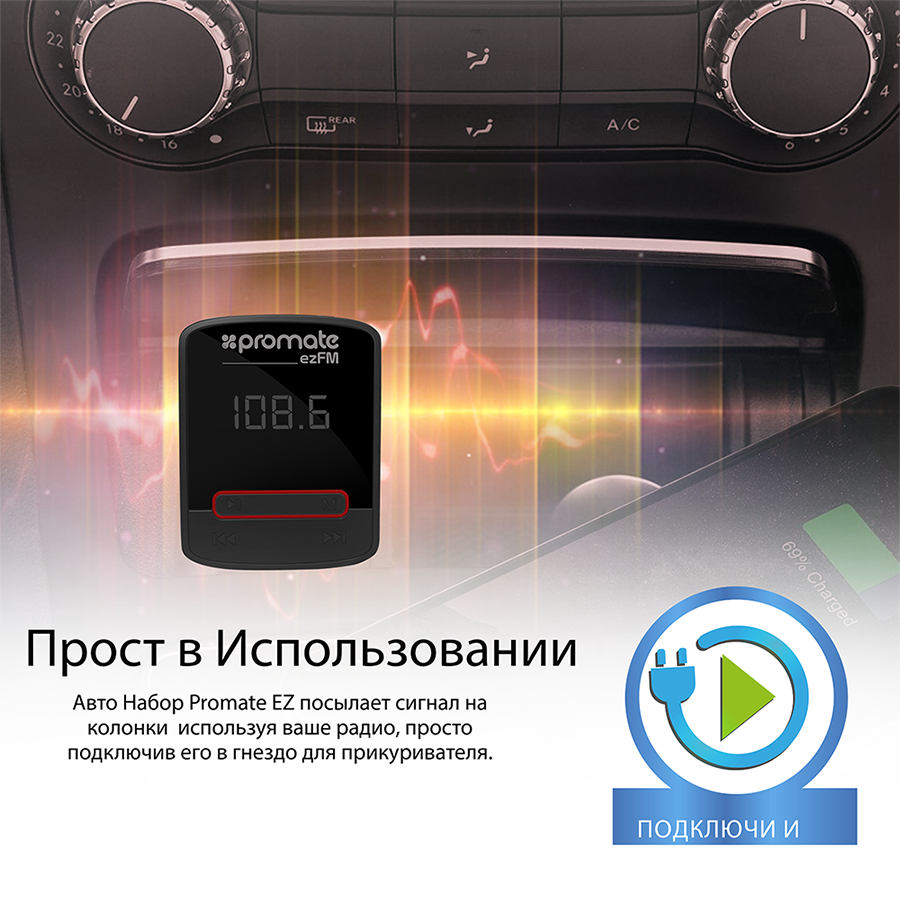 22
20
18
16
REAR
A/C
4
5
6
promate
ezFM
108.6
69% Charged
Прост в Использовании
Авто Набор Promate EZ посылает сигнал на
колонки используя ваше радио, просто
подключив его в гнездо для прикуривателя.
ПОДКЛЮЧИ И